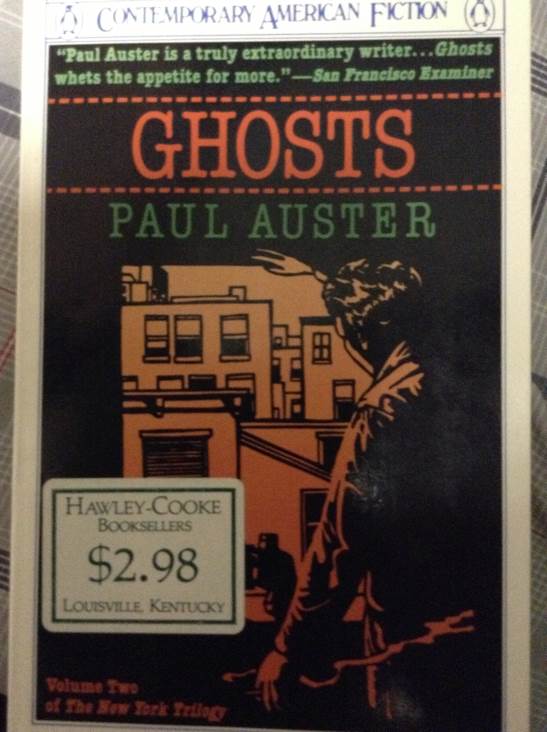 CONTEMPORARY AMERICAN FICTION
"Paul Auster is a truly extraordinary writer...Ghosts
whets the appetite for more."—San Francisco Examiner
GHOSTS
PAUL AUSTER
HAWLEY-COOKE
BOOKSELLERS
$2.98
LOUISVILLE, KENTUCKY
Volume Two
of The New York Trilogy